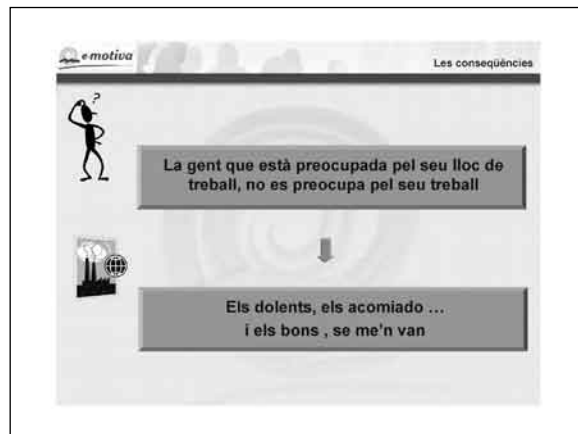 e·motiva
Les conseqüències
?
La gent que està preocupada pel seu lloc de
treball, no es preocupa pel seu treball
Els dolents, els acomiado ...
i els bons , se me'n van